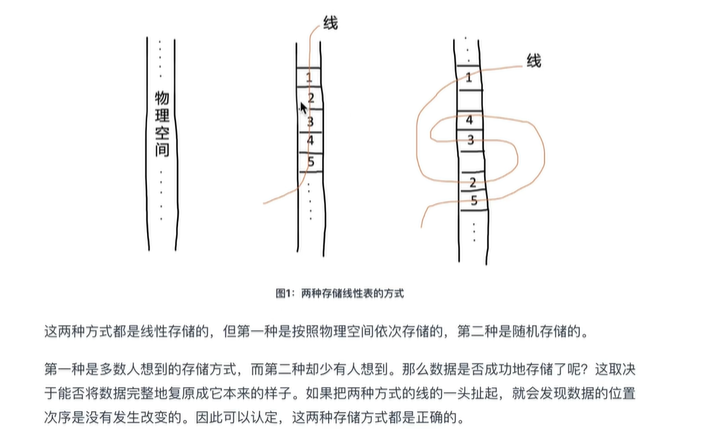 线
线
物理空间
1
2
3
4
5
1
4
3
2
5
图1：两种存储线性表的方式
这两种方式都是线性存储的，但第一种是按照物理空间依次存储的，第二种是随机存储的。
第一种是多数人想到的存储方式，而第二种却少有人想到。那么数据是否成功地存储了呢？这取决
于能否将数据完整地复原成它本来的样子。如果把两种方式的线的一头扯起，就会发现数据的位置
次序是没有发生改变的。因此可以认定，这两种存储方式都是正确的。